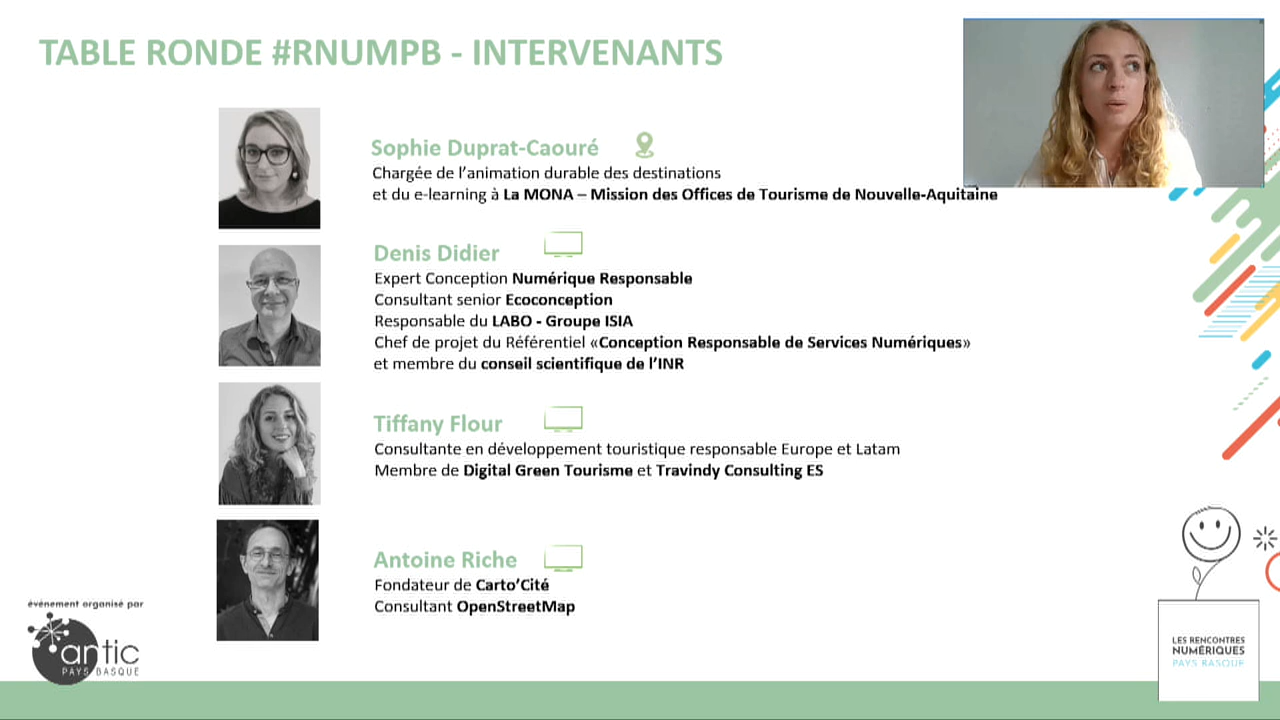 TABLE RONDE #RNUMPB - INTERVENANTS
Sophie Duprat-Caouré
Chargée de l'animation durable des destinations
et du e-learning à La MONA – Mission des Offices de Tourisme de Nouvelle-Aquitaine
Denis Didier
Expert Conception Numérique Responsable
Consultant senior Ecoconception
Responsable du LABO - Groupe ISIA
Chef de projet du Référentiel «Conception Responsable de Services Numériques»
et membre du conseil scientifique de l'INR
Tiffany Flour
Consultante en développement touristique responsable Europe et Latam
Membre de Digital Green Tourisme et Travindy Consulting ES
Antoine Riche
Fondateur de Carto'Cité
Consultant OpenStreetMap
évènement organisé par
antic
PAYS BASQUE
LES RENCONTRES
NUMÉRIQUES
PAYS BASQUE